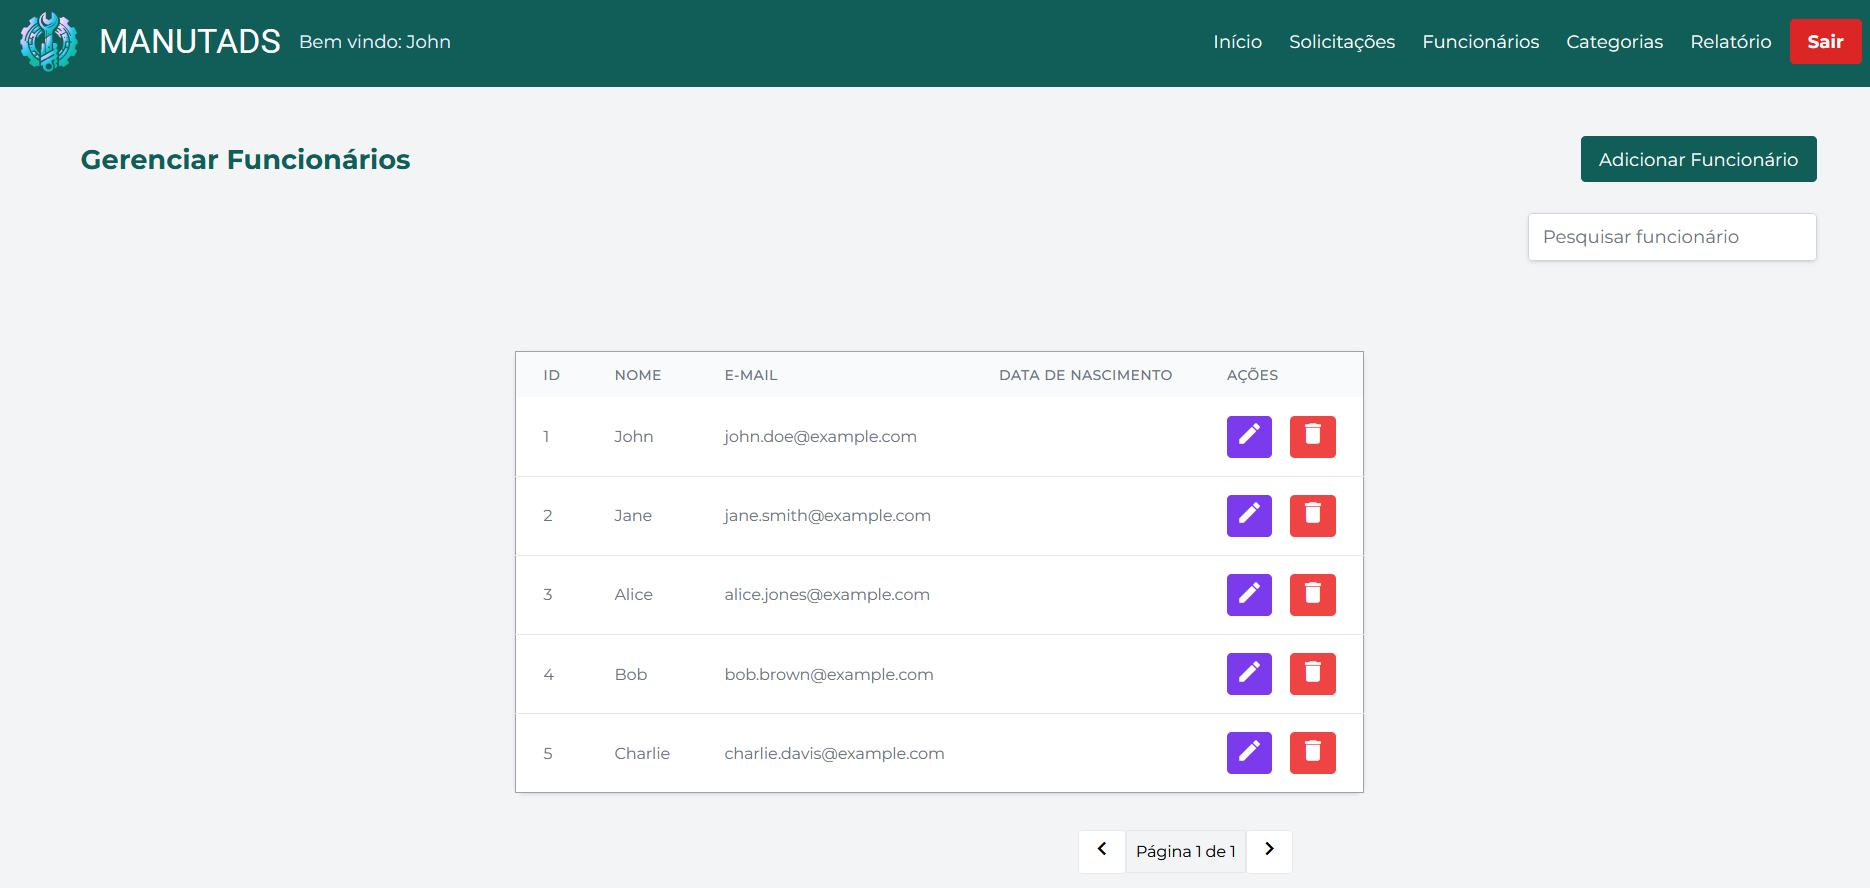 MANUTADS Bem vindo: John Início Solicitações Funcionários Categorias Relatório Sair
Gerenciar Funcionários Adicionar Funcionário
Pesquisar funcionário
ID NOME E-MAIL DATA DE NASCIMENTO AÇÕES
1 John john.doe@example.com
2 Jane jane.smith@example.com
3 Alice alice.jones@example.com
4 Bob bob.brown@example.com
5 Charlie charlie.davis@example.com
Página 1 de 1